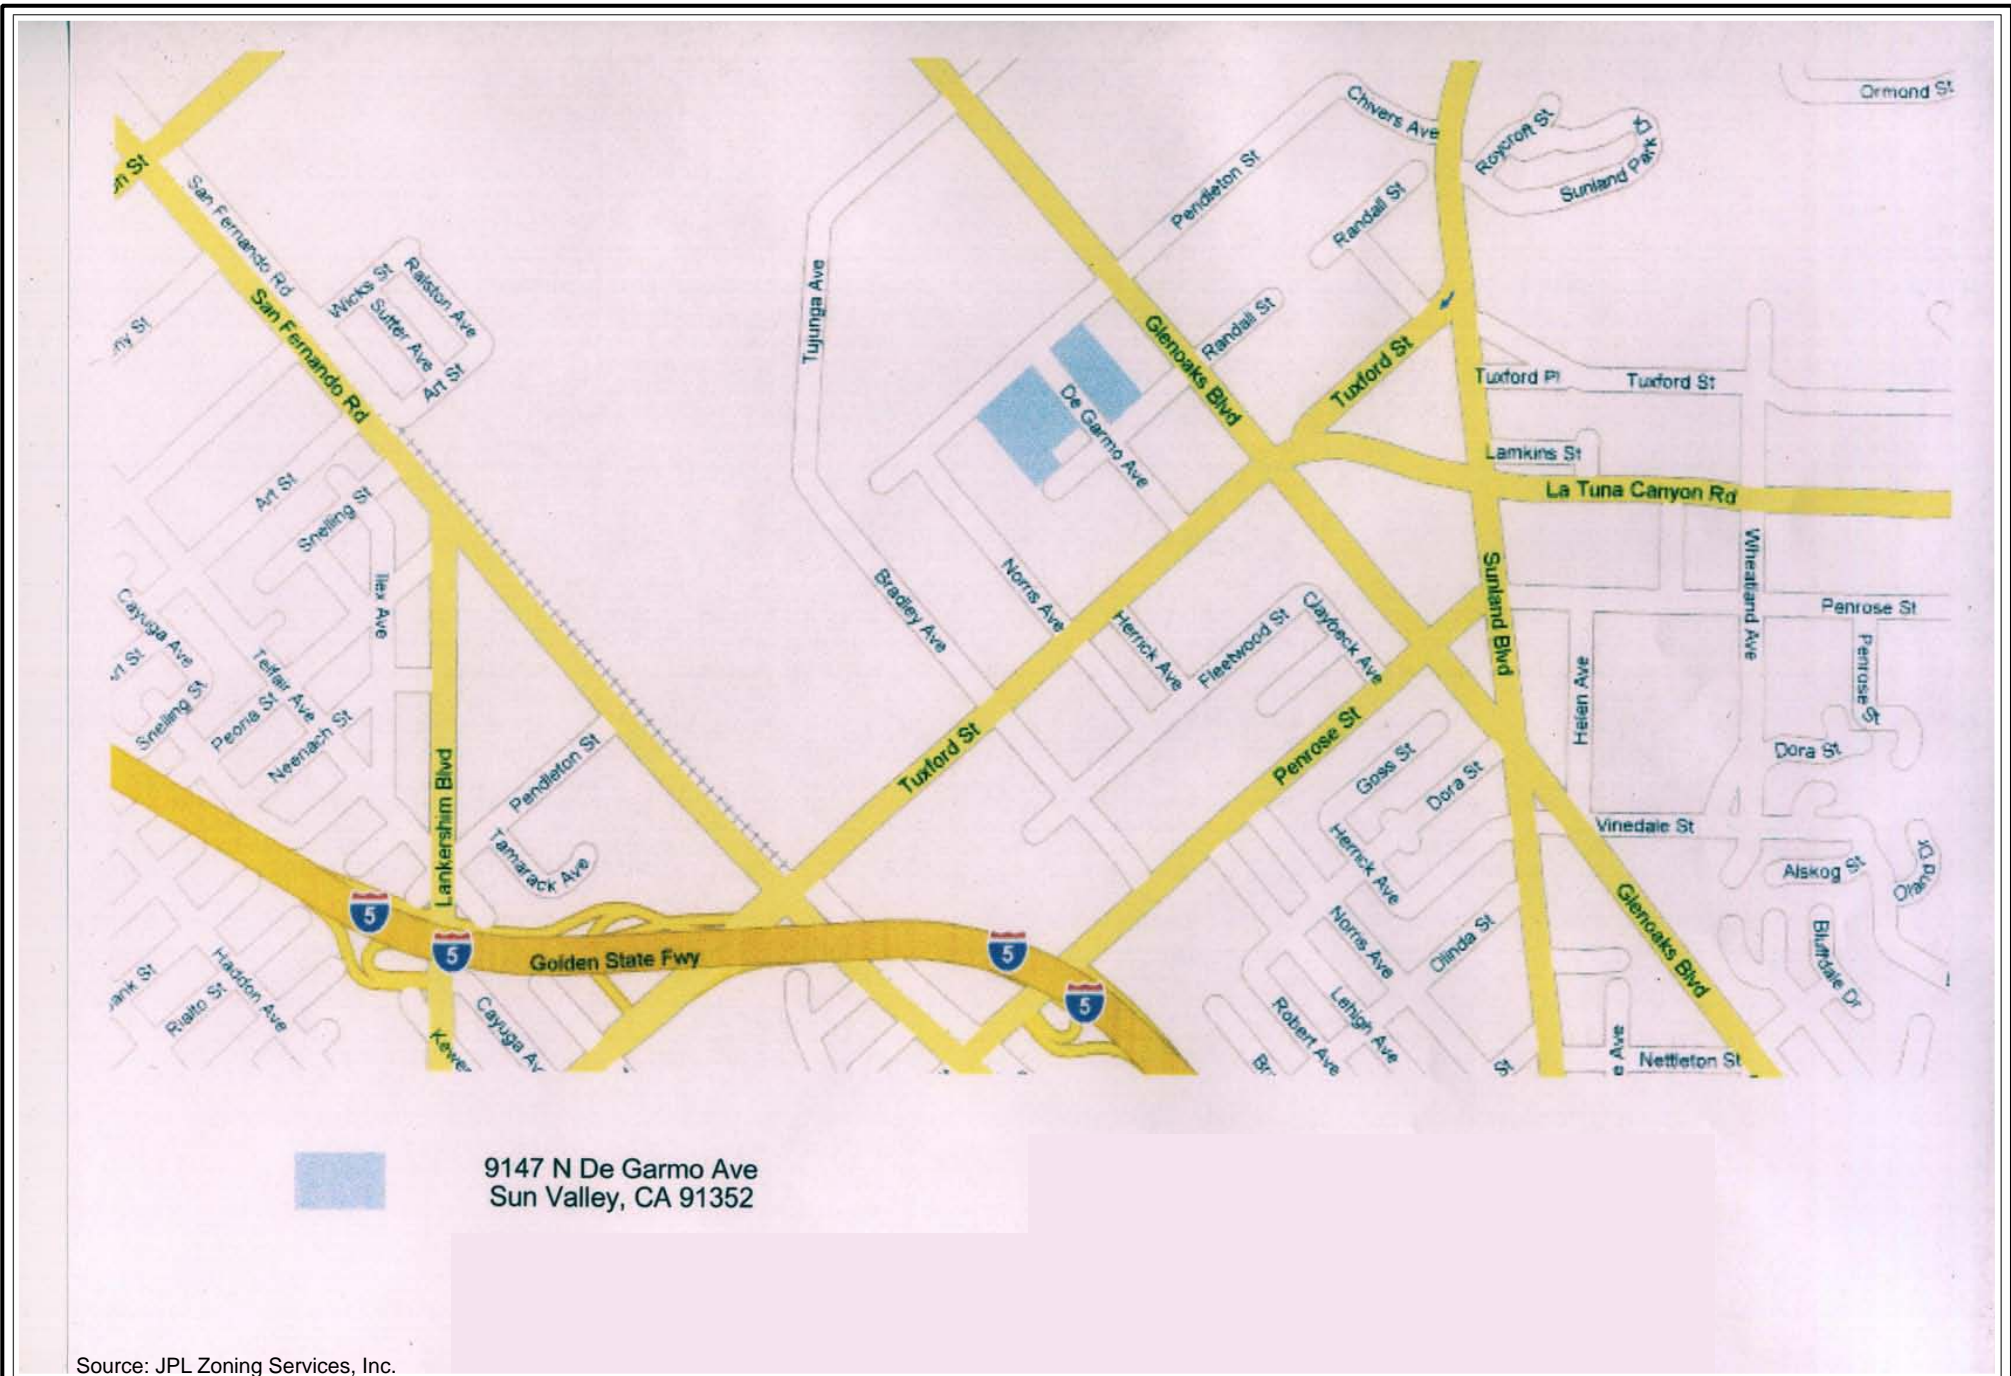 Ormond St
Chivers Ave
Roycroft St
Sunland Park Dr
Pendleton St
Randall St
San Fernando Rd
San Fernando Rd
Wicks St
Ralston Ave
Sutter Ave
Art St
Tujunga Ave
Glenoaks Blvd
Randall St
Tuxford St
Tuxford Pl
Tuxford St
De Garmo Ave
Lamkins St
La Tuna Canyon Rd
Art St
Snelling St
Ilex Ave
Bradley Ave
Norris Ave
Herrick Ave
Fleetwood St
Claybeck Ave
Sunland Blvd
Wheatland Ave
Penrose St
Penrose St
Helen Ave
Cayuga Ave
Snelling St
Telfair Ave
Peoria St
Neenach St
Lankershim Blvd
Pendleton St
Tamarack Ave
Tuxford St
Penrose St
Goss St
Dora St
Dora St
Vinedale St
Alskog St
Herrick Ave
Norris Ave
Olinda St
Glenoaks Blvd
Bluffdale Dr
5
5
Golden State Fwy
5
5
Haddon Ave
Rialto St
Cayuga Av
Robert Ave
Lehigh Ave
Nettleton St
9147 N De Garmo Ave
Sun Valley, CA 91352
Source: JPL Zoning Services, Inc.